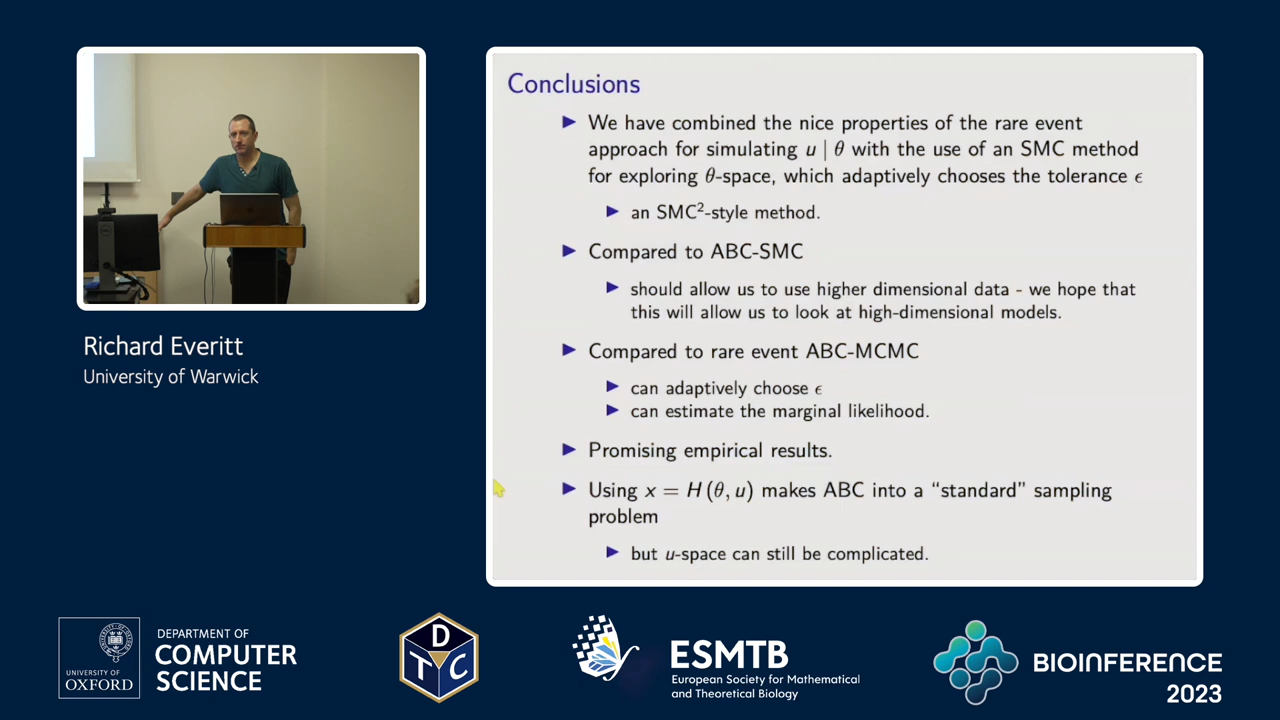 Richard Everitt
University of Warwick
Conclusions
We have combined the nice properties of the rare event
approach for simulating u | θ with the use of an SMC method
for exploring θ-space, which adaptively chooses the tolerance ϵ
an SMC²-style method.
Compared to ABC-SMC
should allow us to use higher dimensional data - we hope that
this will allow us to look at high-dimensional models.
Compared to rare event ABC-MCMC
can adaptively choose ϵ
can estimate the marginal likelihood.
Promising empirical results.
Using x = H(θ, u) makes ABC into a “standard” sampling
problem
but u-space can still be complicated.
UNIVERSITY OF
OXFORD
DEPARTMENT OF
COMPUTER
SCIENCE
D
T C
ESMTB
European Society for Mathematical
and Theoretical Biology
BIOINFERENCE
2023